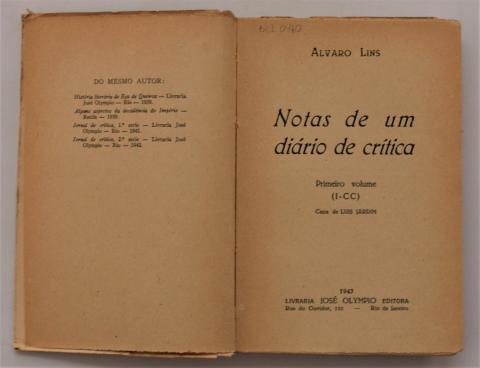 DO MESMO AUTOR:
História literária de Eça de Queiroz — Livraria
José Olympio — Rio — 1939.
Alguns aspectos da decadência do Império —
Recife — 1939.
Jornal de crítica, 1.ª serie — Livraria José
Olympio — Rio — 1941.
Jornal de crítica, 2.ª serie — Livraria José
Olympio — Rio — 1942.
ALVARO LINS
Notas de um
diário de crítica
Primeiro volume
(I-CC)
Capa de LUIS JARDIM
1943
LIVRARIA JOSÉ OLYMPIO EDITORA
Rua do Ouvidor, 110 — Rio de Janeiro